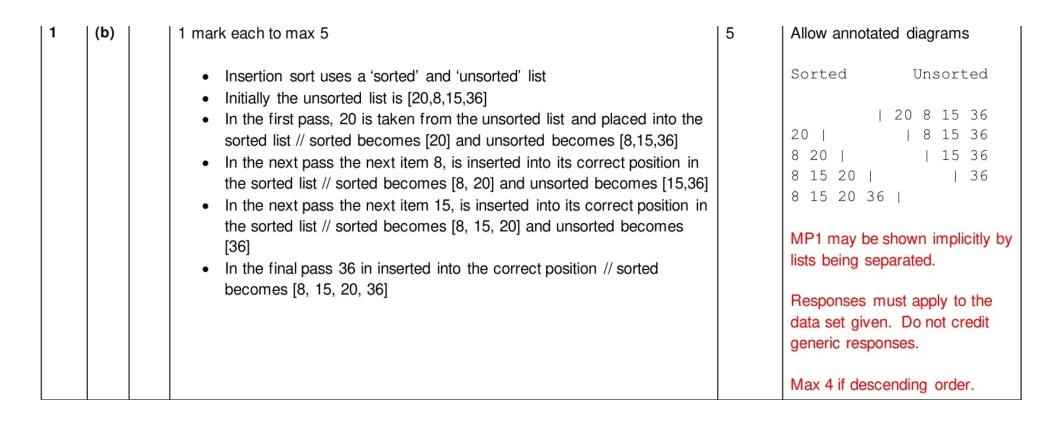 1 (b) 1 mark each to max 5 5 Allow annotated diagrams
• Insertion sort uses a ‘sorted’ and ‘unsorted’ list
• Initially the unsorted list is [20,8,15,36]
• In the first pass, 20 is taken from the unsorted list and placed into the
sorted list // sorted becomes [20] and unsorted becomes [8,15,36]
• In the next pass the next item 8, is inserted into its correct position in
the sorted list // sorted becomes [8, 20] and unsorted becomes [15,36]
• In the next pass the next item 15, is inserted into its correct position in
the sorted list // sorted becomes [8, 15, 20] and unsorted becomes
[36]
• In the final pass 36 in inserted into the correct position // sorted
becomes [8, 15, 20, 36]
Sorted Unsorted
| 20 8 15 36
20 | | 8 15 36
8 20 | | 15 36
8 15 20 | | 36
8 15 20 36 |
MP1 may be shown implicitly by
lists being separated.
Responses must apply to the
data set given. Do not credit
generic responses.
Max 4 if descending order.